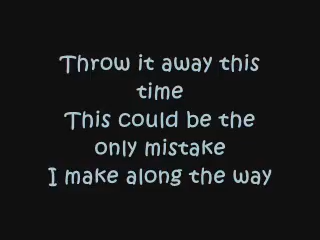 Throw it away this
time
This could be the
only mistake
I make along the way